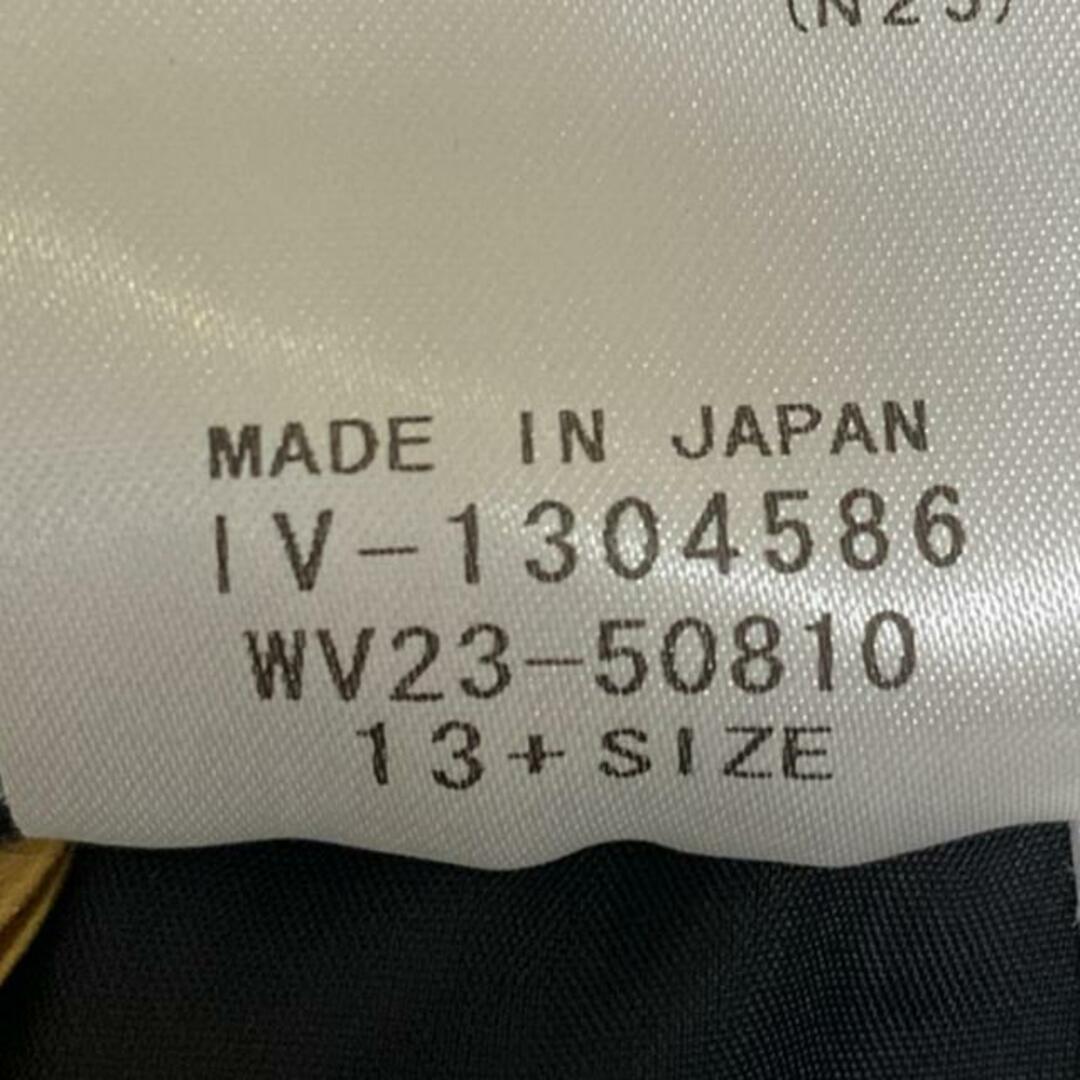 MADE IN JAPAN
IV-1304586
WV23-50810
13+SIZE